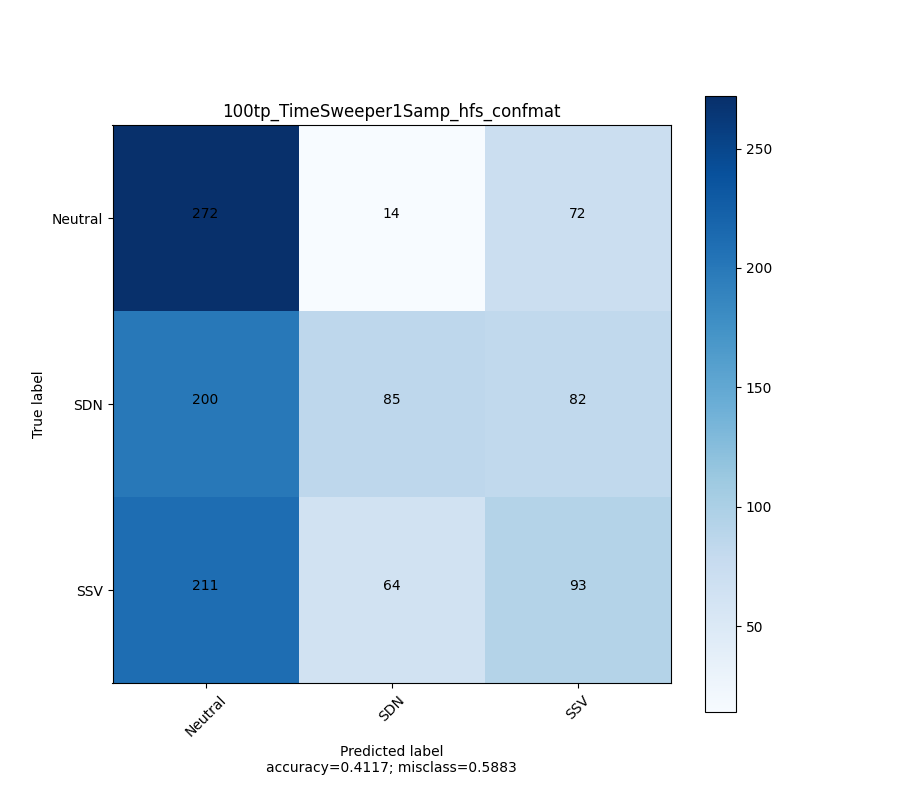 100tp_TimeSweeper1Samp_hfs_confmat
Neutral
272
14
72
SDN
200
85
82
SSV
211
64
93
True label
Neutral
SDN
SSV
Predicted label
accuracy=0.4117; misclass=0.5883
250
200
150
100
50